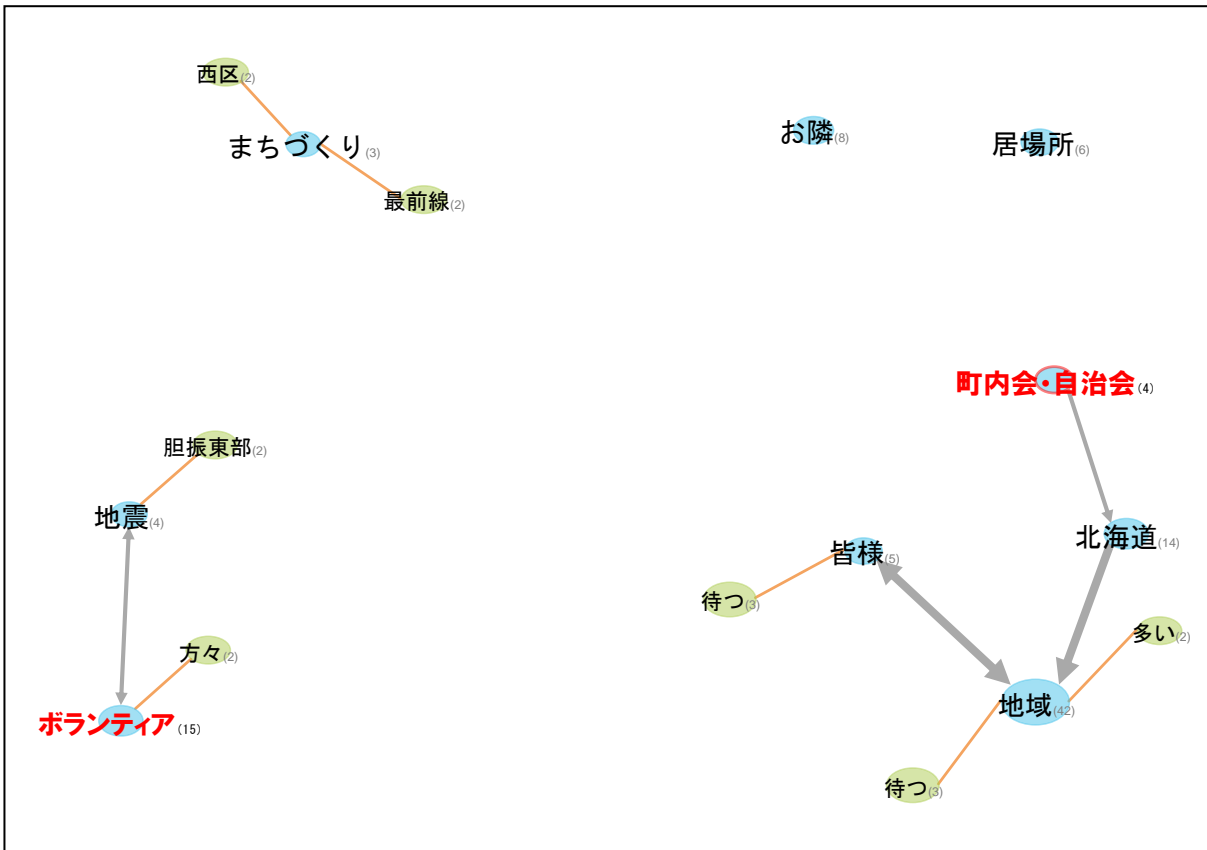 西区(2)
まちづくり(3)
最前線(2)
お隣(8)
居場所(6)
町内会・自治会(4)
胆振東部(2)
地震(4)
北海道(14)
皆様(5)
待つ(3)
多い(2)
方々(2)
ボランティア(15)
地域(42)
待つ(3)